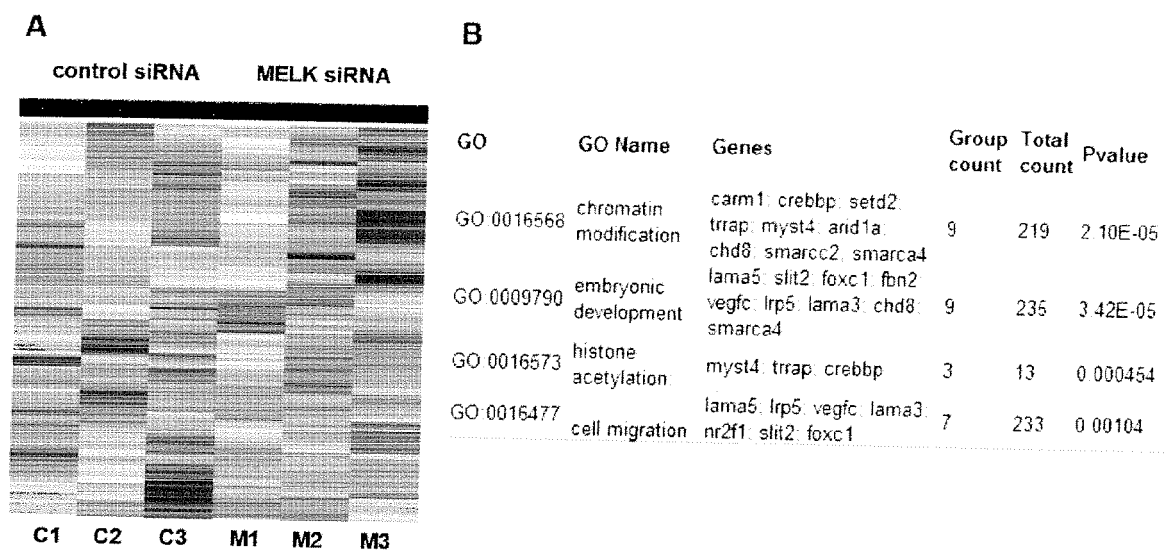 A
control siRNA MELK siRNA
C1 C2 C3 M1 M2 M3
B
GO GO Name Genes Group count Total count Pvalue
GO:0016568 chromatin modification carm1; crebbp; setd2;
trrap; myst4; arid1a;
chd8; smarcc2; smarca4 9 219 2.10E-05
GO:0009790 embryonic development lama5; slit2; foxc1; fbn2
vegfc; lrp5; lama3; chd8;
smarca4 9 235 3.42E-05
GO:0016573 histone acetylation myst4; trrap; crebbp 3 13 0.000454
GO:0016477 cell migration lama5; lrp5; vegfc; lama3;
nr2f1; slit2; foxc1 7 233 0.00104